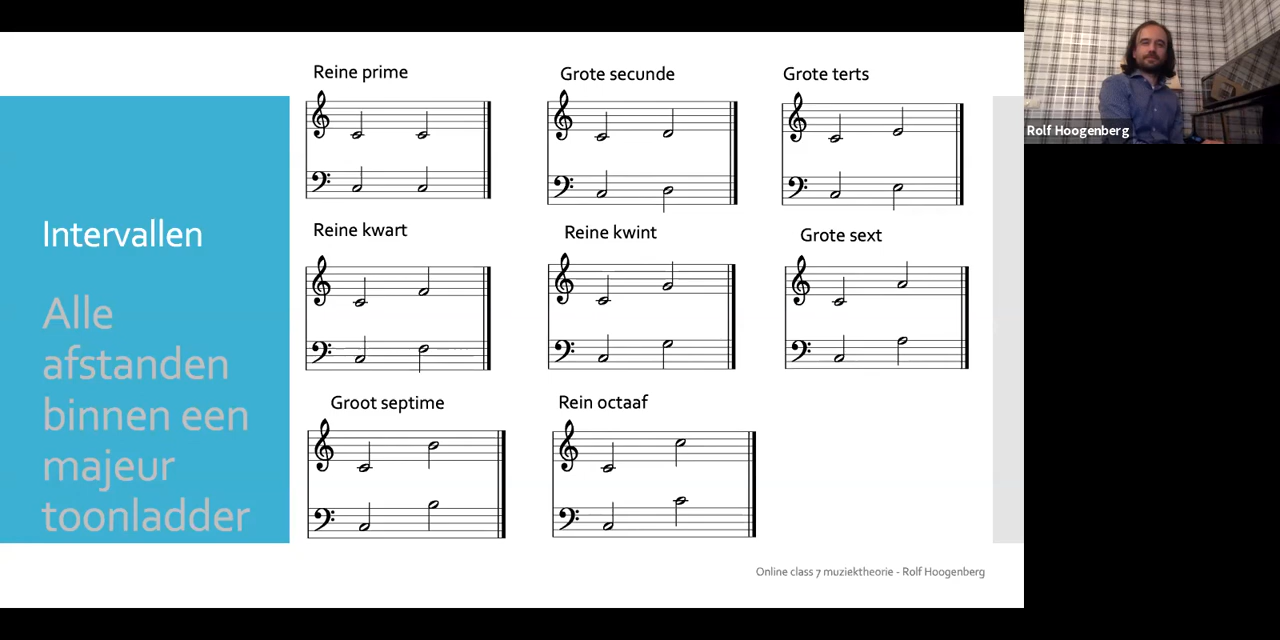 Reine prime
Grote secunde
Grote terts
Rolf Hoogenberg
Intervallen
Reine kwart
Reine kwint
Grote sext
Alle
afstanden
binnen een
majeur
toonladder
Groot septime
Rein octaaf
Online class 7 muziektheorie - Rolf Hoogenberg